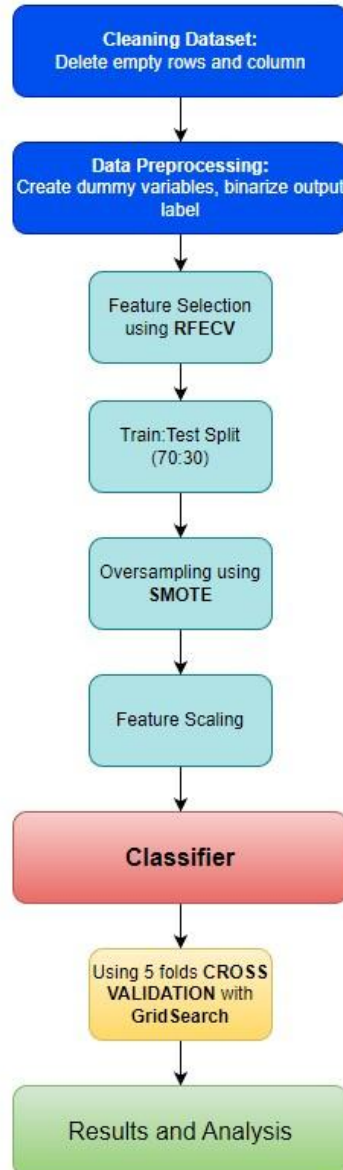 Cleaning Dataset:
Delete empty rows and column
Data Preprocessing:
Create dummy variables, binarize output
label
Feature Selection
using RFECV
Train:Test Split
(70:30)
Oversampling using
SMOTE
Feature Scaling
Classifier
Using 5 folds CROSS
VALIDATION with
GridSearch
Results and Analysis